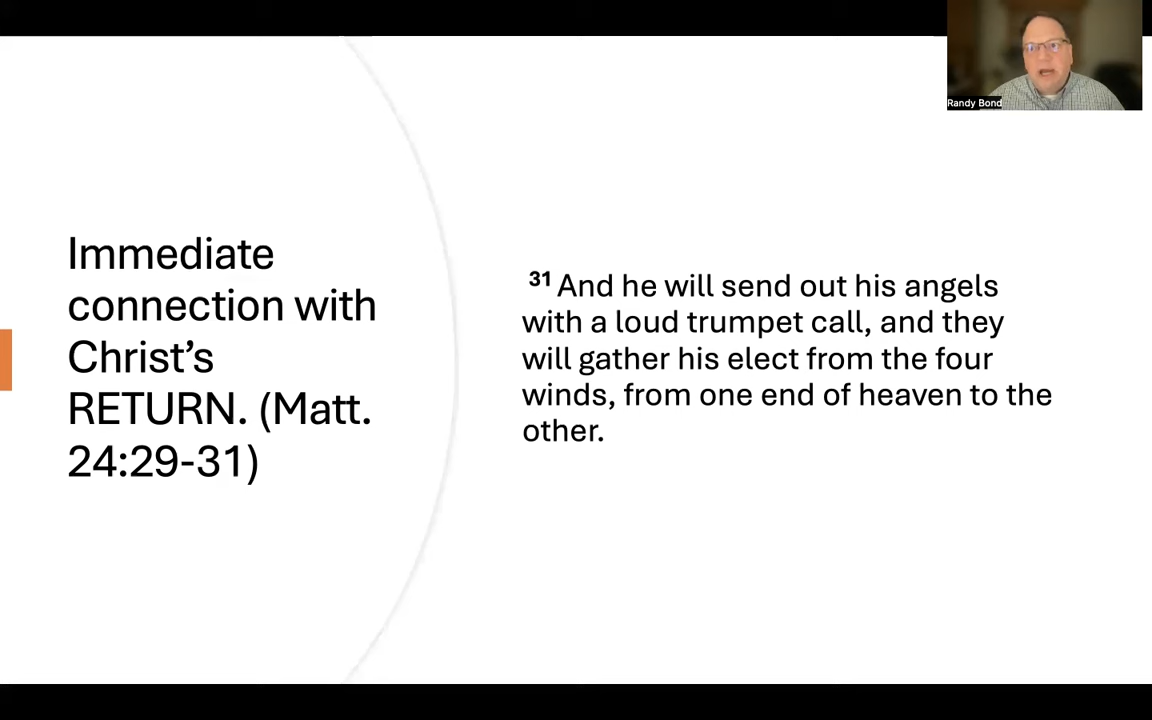 Immediate
connection with
Christ’s
RETURN. (Matt.
24:29-31)
31 And he will send out his angels
with a loud trumpet call, and they
will gather his elect from the four
winds, from one end of heaven to the
other.
Randy Bond